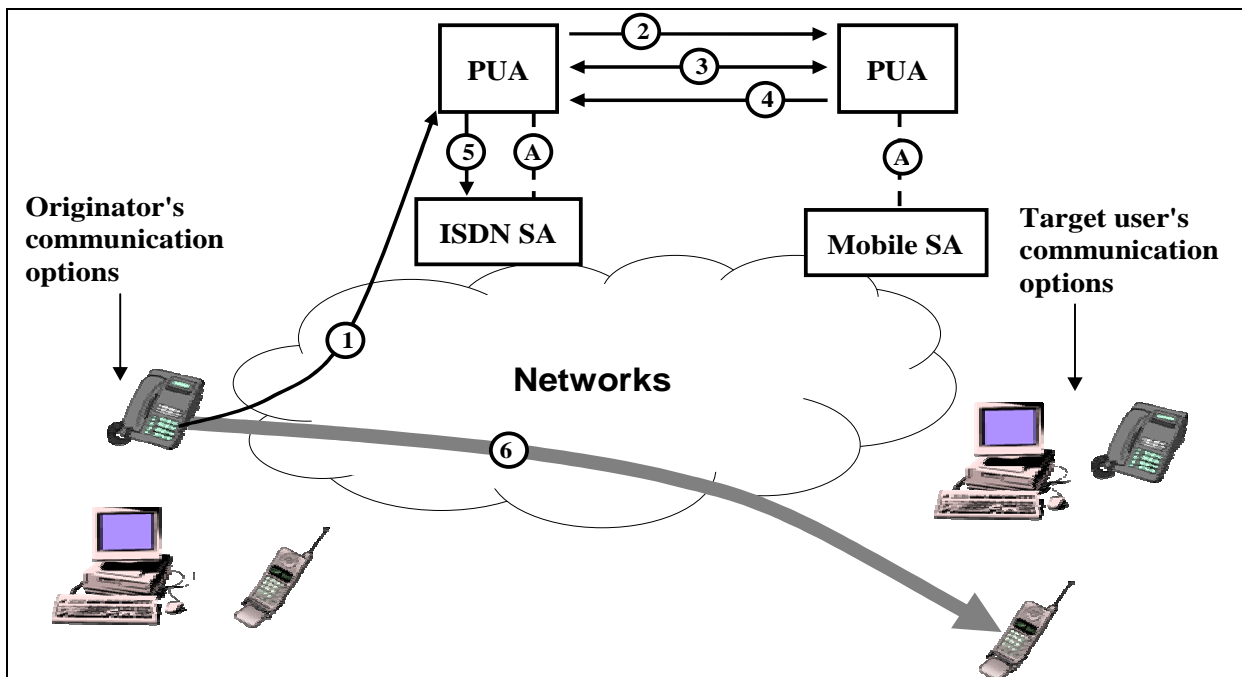 2
PUA
3
PUA
4
5
A
A
Originator's
communication
options
ISDN SA
Mobile SA
Target user's
communication
options
1
Networks
6